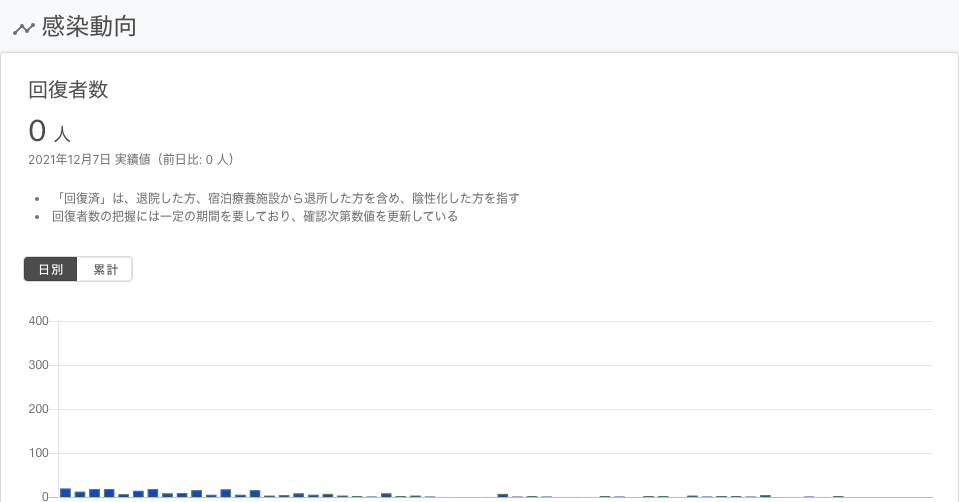 感染動向
回復者数
0 人
2021年12月7日 実績値（前日比: 0 人）
「回復済」は、退院した方、宿泊療養施設から退所した方を含め、陰性化した方を指す
回復者数の把握には一定の期間を要しており、確認次第数値を更新している
日別 累計
400
300
200
100
0